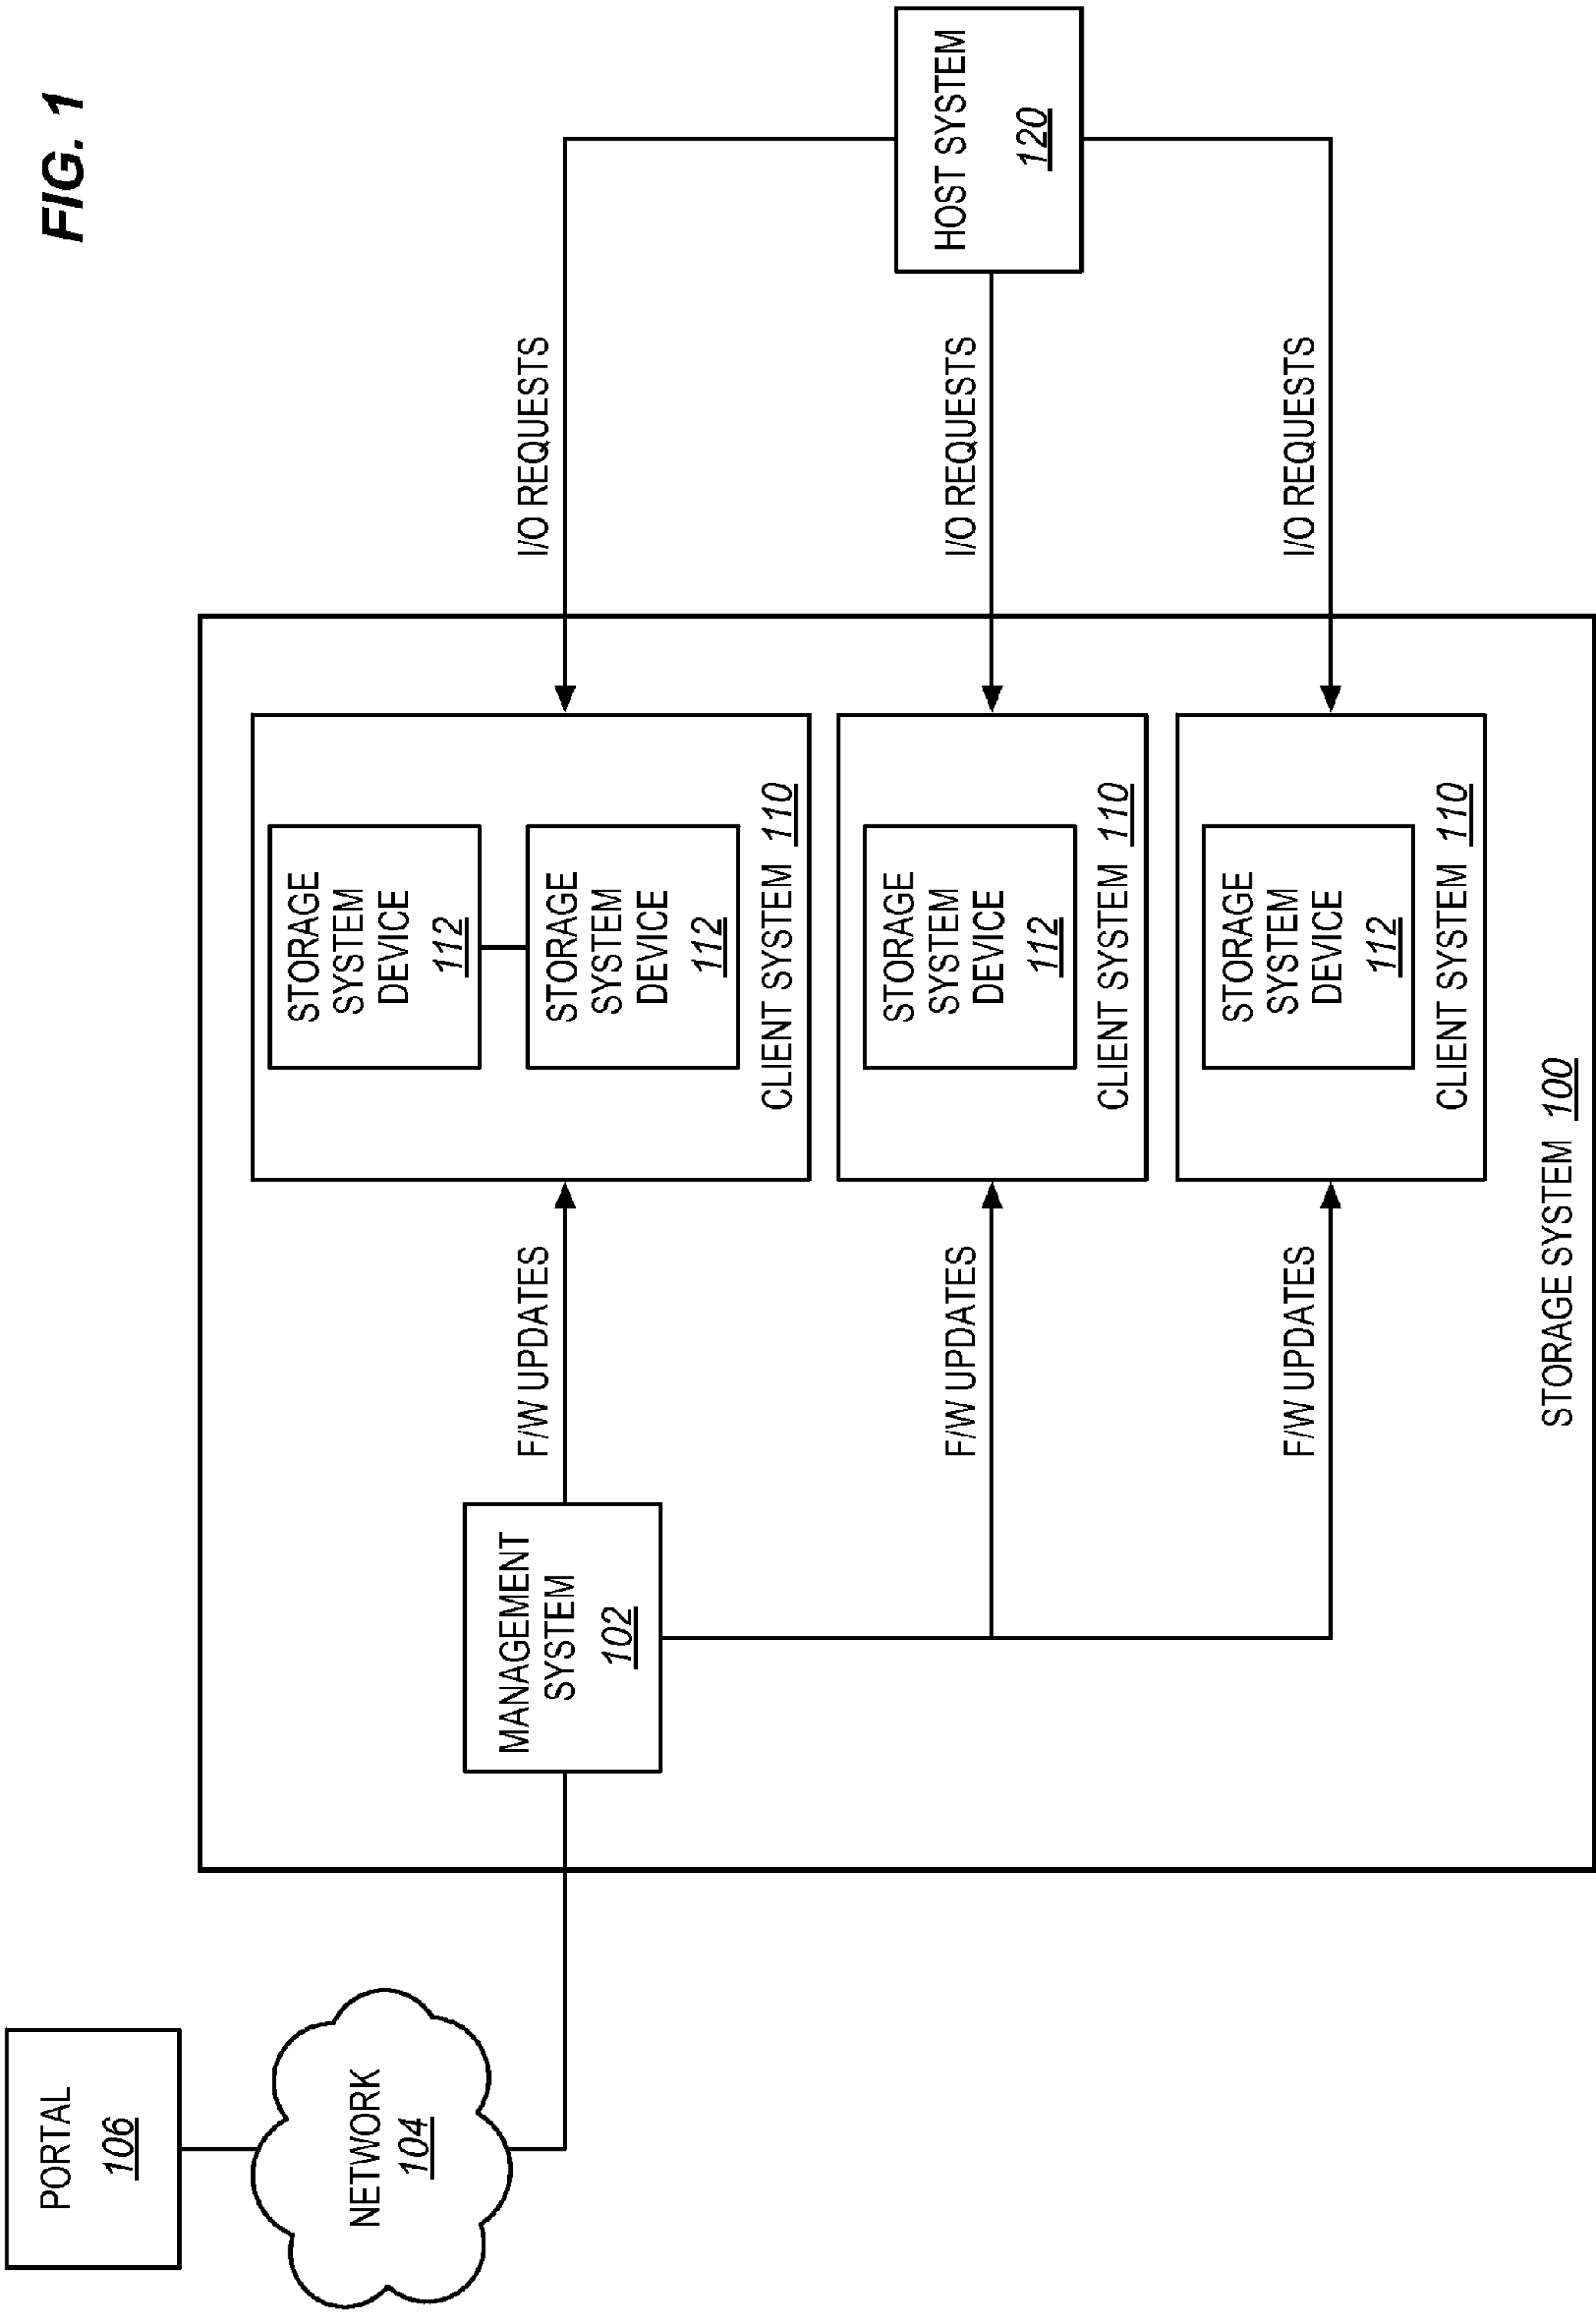 FIG. 1
PORTAL
106
NETWORK
104
MANAGEMENT
SYSTEM
102
F/W UPDATES
F/W UPDATES
F/W UPDATES
STORAGE
SYSTEM
DEVICE
112
STORAGE
SYSTEM
DEVICE
112
CLIENT SYSTEM 110
STORAGE
SYSTEM
DEVICE
112
CLIENT SYSTEM 110
STORAGE
SYSTEM
DEVICE
112
CLIENT SYSTEM 110
STORAGE SYSTEM 100
I/O REQUESTS
I/O REQUESTS
I/O REQUESTS
HOST SYSTEM
120